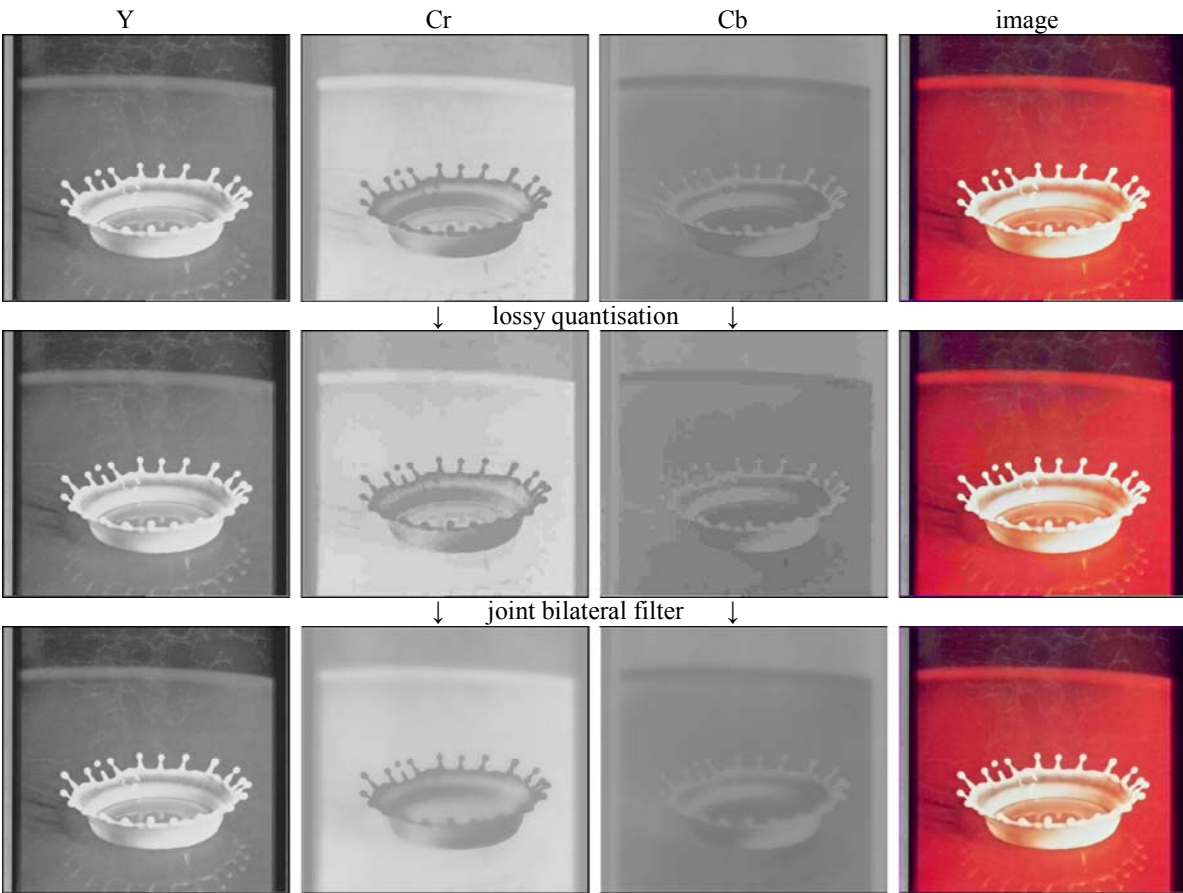 Y Cr Cb image
↓ lossy quantisation ↓
↓ joint bilateral filter ↓